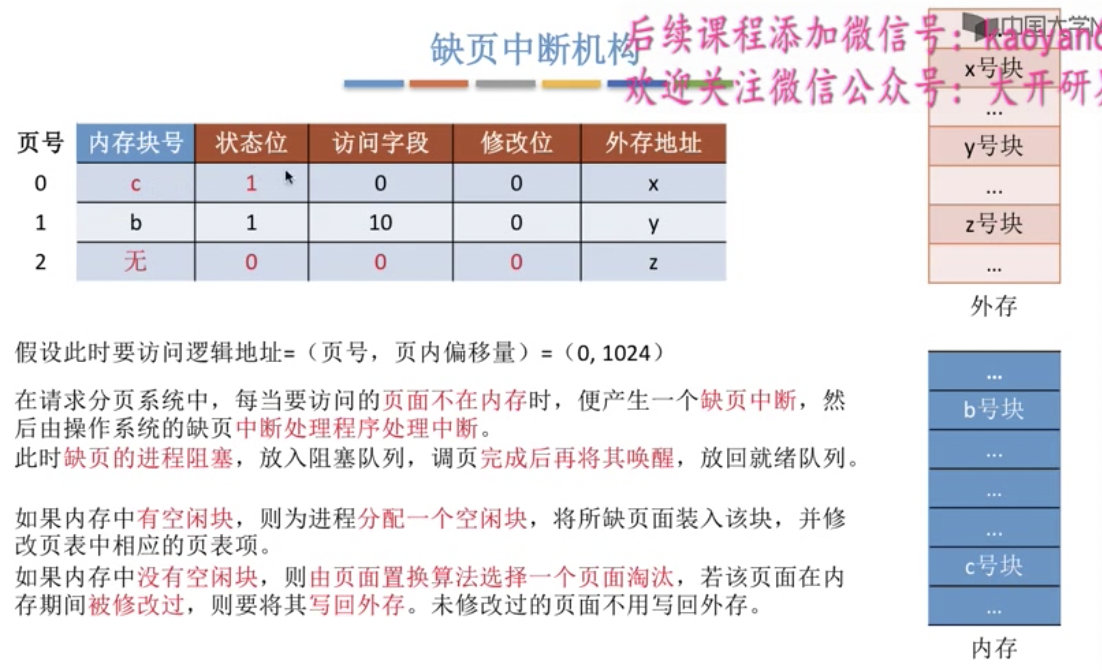 缺页中断机构
后续课程添加微信号：kaoyan
欢迎关注微信公众号：大开研
中国大学M
页号 内存块号 状态位 访问字段 修改位 外存地址
0 c 1 0 0 x
1 b 1 10 0 y
2 无 0 0 0 z
x号块
...
y号块
...
z号块
...
外存
假设此时要访问逻辑地址=（页号，页内偏移量）=（0, 1024）
在请求分页系统中，每当要访问的页面不在内存时，便产生一个缺页中断，然
后由操作系统的缺页中断处理程序处理中断。
此时缺页的进程阻塞，放入阻塞队列，调页完成后再将其唤醒，放回就绪队列。
如果内存中有空闲块，则为进程分配一个空闲块，将所缺页面装入该块，并修
改页表中相应的页表项。
如果内存中没有空闲块，则由页面置换算法选择一个页面淘汰，若该页面在内
存期间被修改过，则要将其写回外存。未修改过的页面不用写回外存。
...
b号块
...
...
...
c号块
...
内存